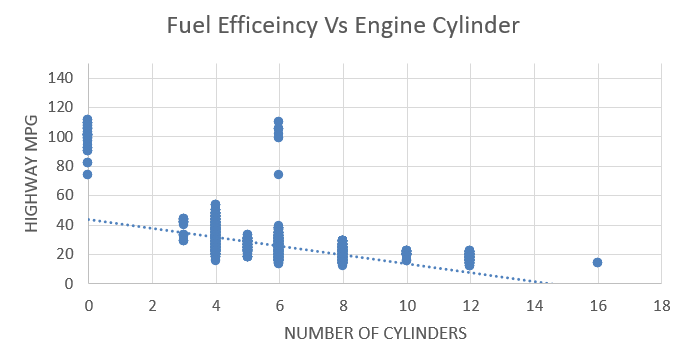 Fuel Efficeincy Vs Engine Cylinder
HIGHWAY MPG
140
120
100
80
60
40
20
0
0 2 4 6 8 10 12 14 16 18
NUMBER OF CYLINDERS